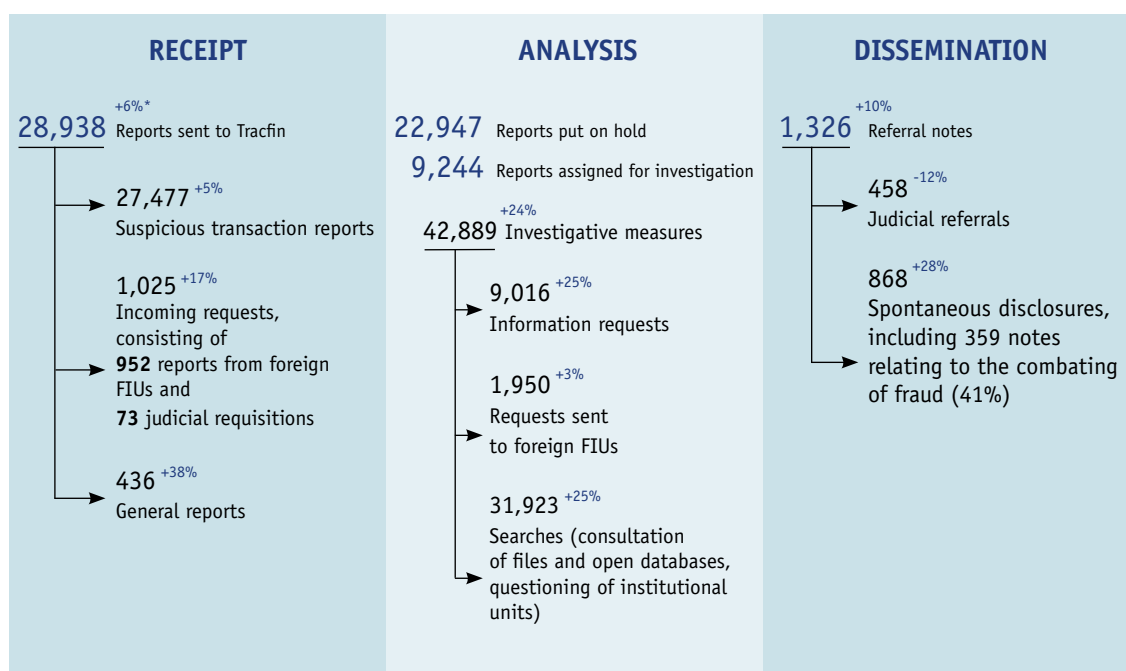 RECEIPT
+6%*
28,938 Reports sent to Tracfin
27,477 +5%
Suspicious transaction reports
1,025 +17%
Incoming requests,
consisting of
952 reports from foreign
FIUs and
73 judicial requisitions
436 +38%
General reports
ANALYSIS
22,947 Reports put on hold
9,244 Reports assigned for investigation
+24%
42,889 Investigative measures
9,016 +25%
Information requests
1,950 +3%
Requests sent
to foreign FIUs
31,923 +25%
Searches (consultation
of files and open databases,
questioning of institutional
units)
DISSEMINATION
+10%
1,326 Referral notes
458 -12%
Judicial referrals
868 +28%
Spontaneous disclosures,
including 359 notes
relating to the combating
of fraud (41%)